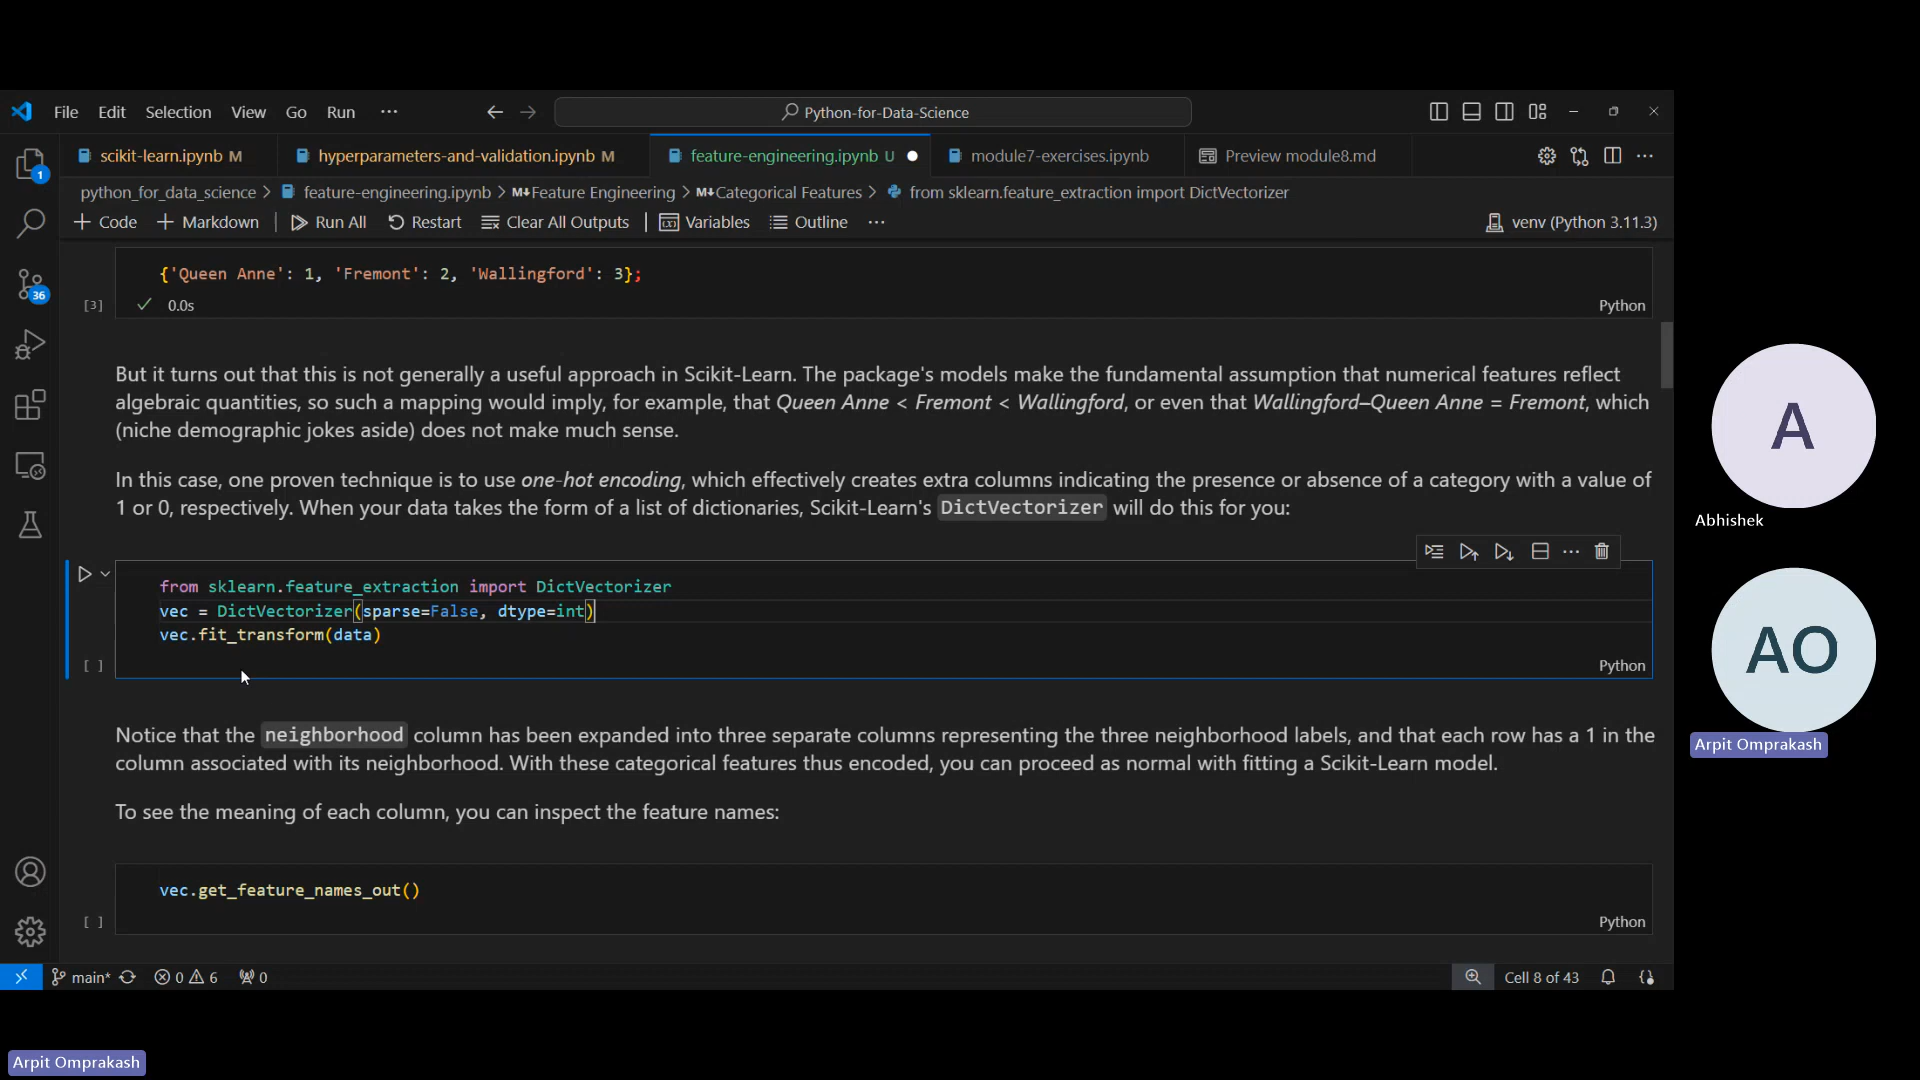 File Edit Selection View Go Run ··· Python-for-Data-Science
scikit-learn.ipynb M hyperparameters-and-validation.ipynb M feature-engineering.ipynb U module7-exercises.ipynb Preview module8.md ···
python_for_data_science > feature-engineering.ipynb > M↓Feature Engineering > M↓Categorical Features > from sklearn.feature_extraction import DictVectorizer
+ Code + Markdown Run All Restart Clear All Outputs Variables Outline ··· venv (Python 3.11.3)
1
36
{'Queen Anne': 1, 'Fremont': 2, 'Wallingford': 3};
[3] 0.0s Python
But it turns out that this is not generally a useful approach in Scikit-Learn. The package's models make the fundamental assumption that numerical features reflect
algebraic quantities, so such a mapping would imply, for example, that Queen Anne < Fremont < Wallingford, or even that Wallingford–Queen Anne = Fremont, which
(niche demographic jokes aside) does not make much sense.
In this case, one proven technique is to use one-hot encoding, which effectively creates extra columns indicating the presence or absence of a category with a value of
1 or 0, respectively. When your data takes the form of a list of dictionaries, Scikit-Learn's DictVectorizer will do this for you:
from sklearn.feature_extraction import DictVectorizer
vec = DictVectorizer(sparse=False, dtype=int)
vec.fit_transform(data)
[ ] Python
Notice that the neighborhood column has been expanded into three separate columns representing the three neighborhood labels, and that each row has a 1 in the
column associated with its neighborhood. With these categorical features thus encoded, you can proceed as normal with fitting a Scikit-Learn model.
To see the meaning of each column, you can inspect the feature names:
vec.get_feature_names_out()
[ ] Python
main* 0 6 0 Cell 8 of 43
A
Abhishek
AO
Arpit Omprakash
Arpit Omprakash